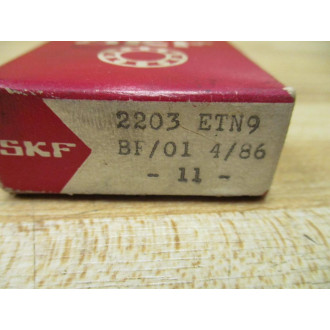 SKF
2203 ETN9
BF/01 4/86
- 11 -